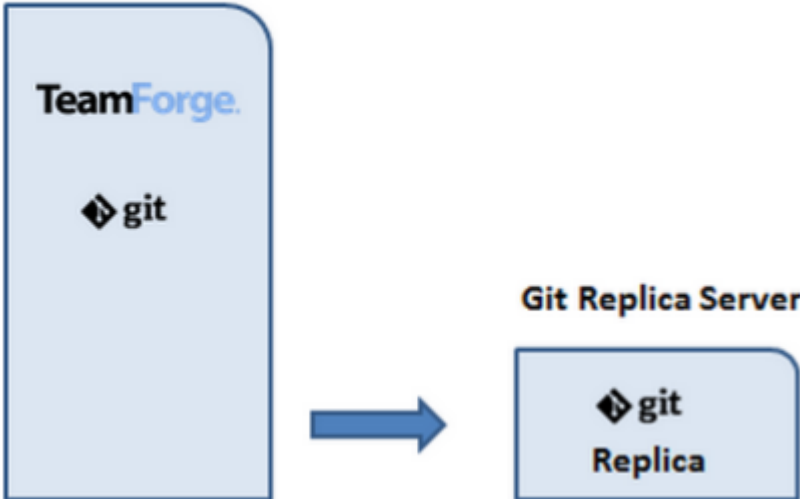 TeamForge.
git
Git Replica Server
git
Replica